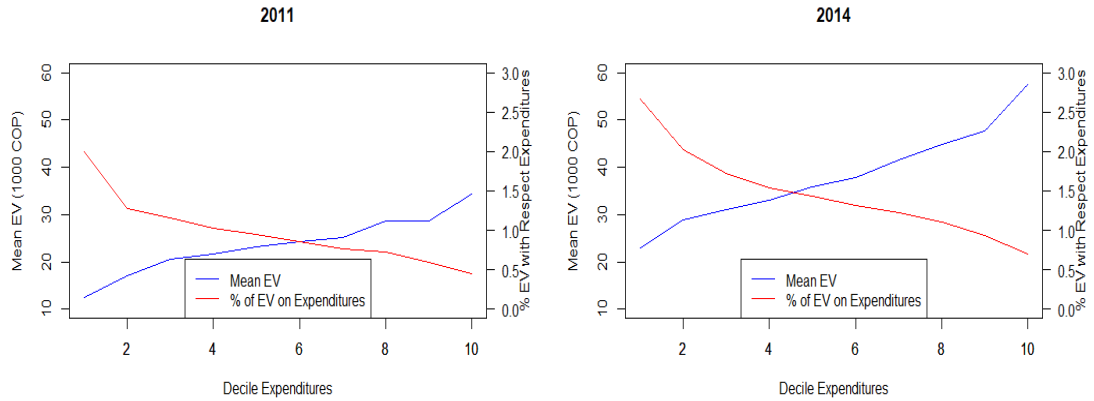 2011
Mean EV (1000 COP)
60
50
40
30
20
10
3.0
2.5
2.0
1.5
1.0
0.5
0.0
% EV with Respect Expenditures
Mean EV
% of EV on Expenditures
2 4 6 8 10
Decile Expenditures
2014
Mean EV (1000 COP)
60
50
40
30
20
10
3.0
2.5
2.0
1.5
1.0
0.5
0.0
% EV with Respect Expenditures
Mean EV
% of EV on Expenditures
2 4 6 8 10
Decile Expenditures